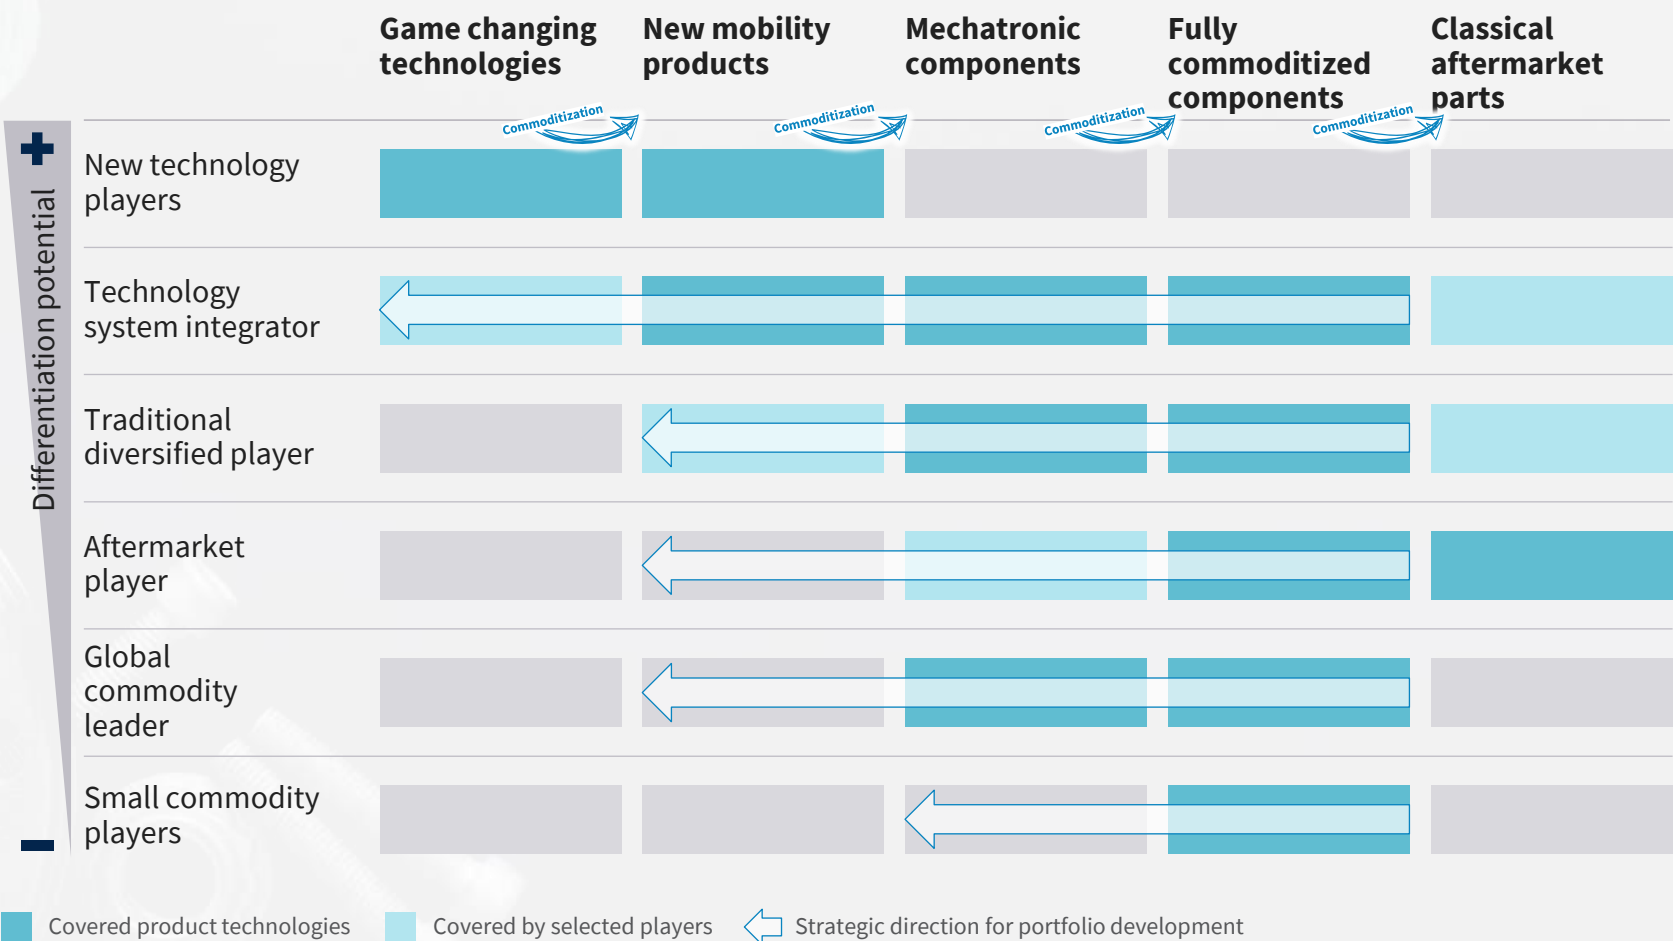 Game changing
technologies
New mobility
products
Mechatronic
components
Fully
commoditized
components
Classical
aftermarket
parts
Commoditization
Commoditization
Commoditization
Commoditization
+
Differentiation potential
–
New technology
players
Technology
system integrator
Traditional
diversified player
Aftermarket
player
Global
commodity
leader
Small commodity
players
Covered product technologies
Covered by selected players
Strategic direction for portfolio development